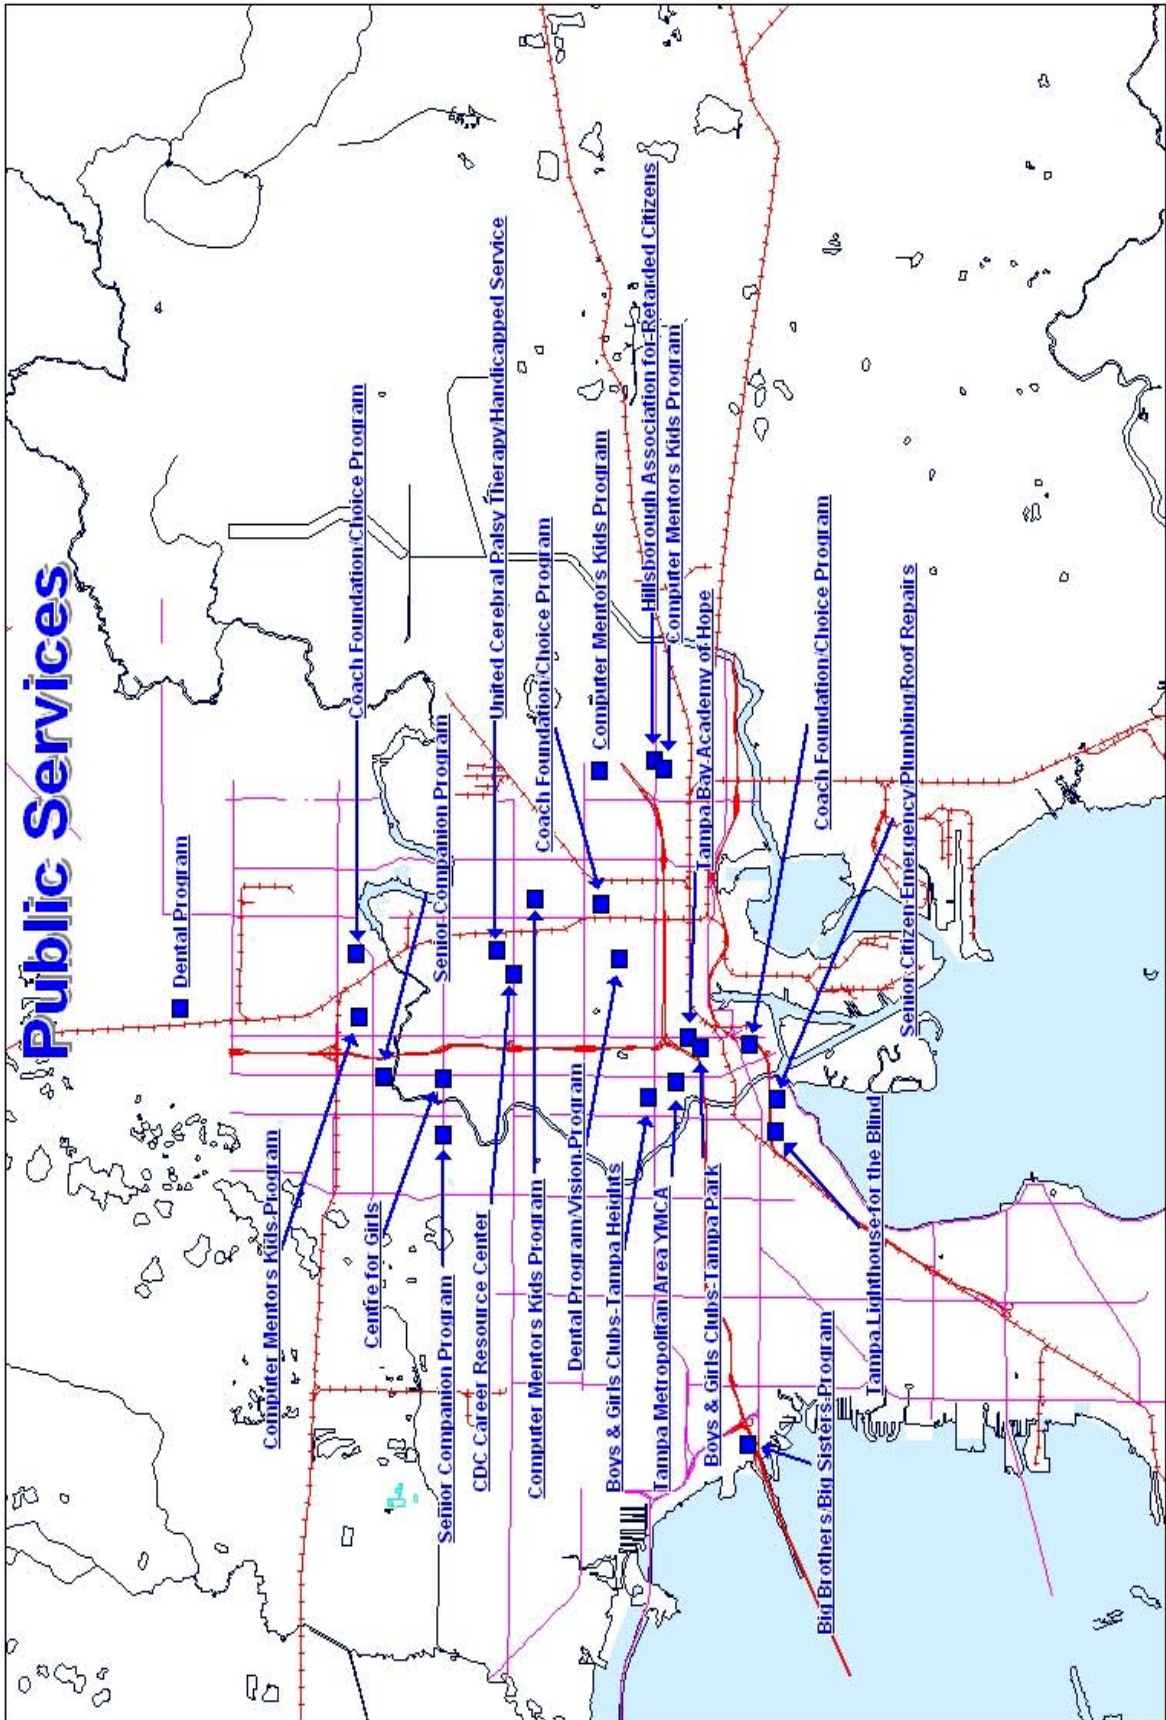 Public Services
Dental Program
Coach Foundation/Choice Program
Computer Mentors Kids Program
Senior Companion Program
Centre for Girls
Senior Companion Program
United Cerebral Palsy Therapy/Handicapped Service
CDC Career Resource Center
Coach Foundation/Choice Program
Computer Mentors Kids Program
Computer Mentors Kids Program
Dental Program/Vision Program
Hillsborough Association for Retarded Citizens
Computer Mentors Kids Program
Boys & Girls Clubs-Tampa Heights
Tampa Metropolitan Area YMCA
Tampa Bay Academy of Hope
Boys & Girls Clubs-Tampa Park
Coach Foundation/Choice Program
Big Brothers/Big Sisters Program
Tampa Lighthouse for the Blind
Senior Citizen Emergency/Plumbing/Roof Repairs